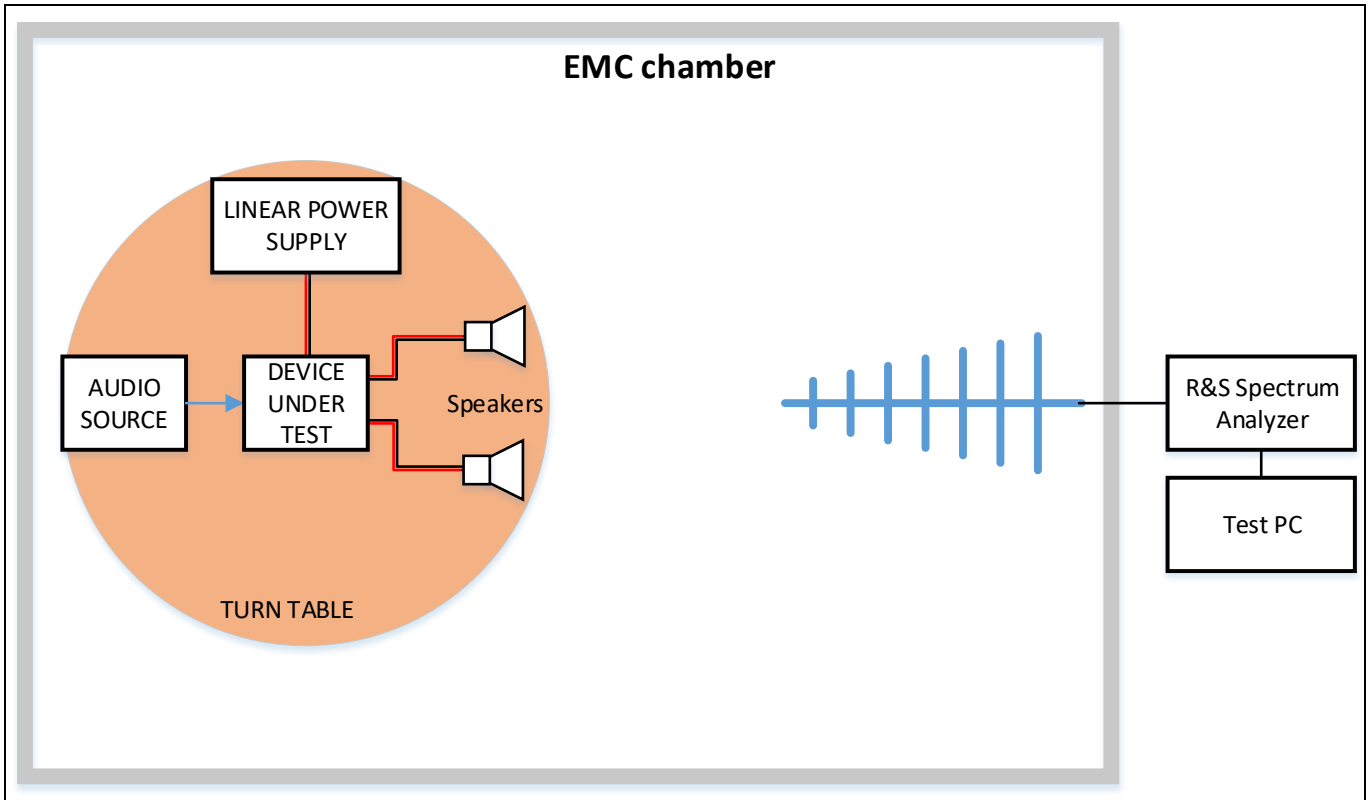 EMC chamber
LINEAR POWER
SUPPLY
AUDIO
SOURCE
DEVICE
UNDER
TEST
Speakers
TURN TABLE
R&S Spectrum
Analyzer
Test PC